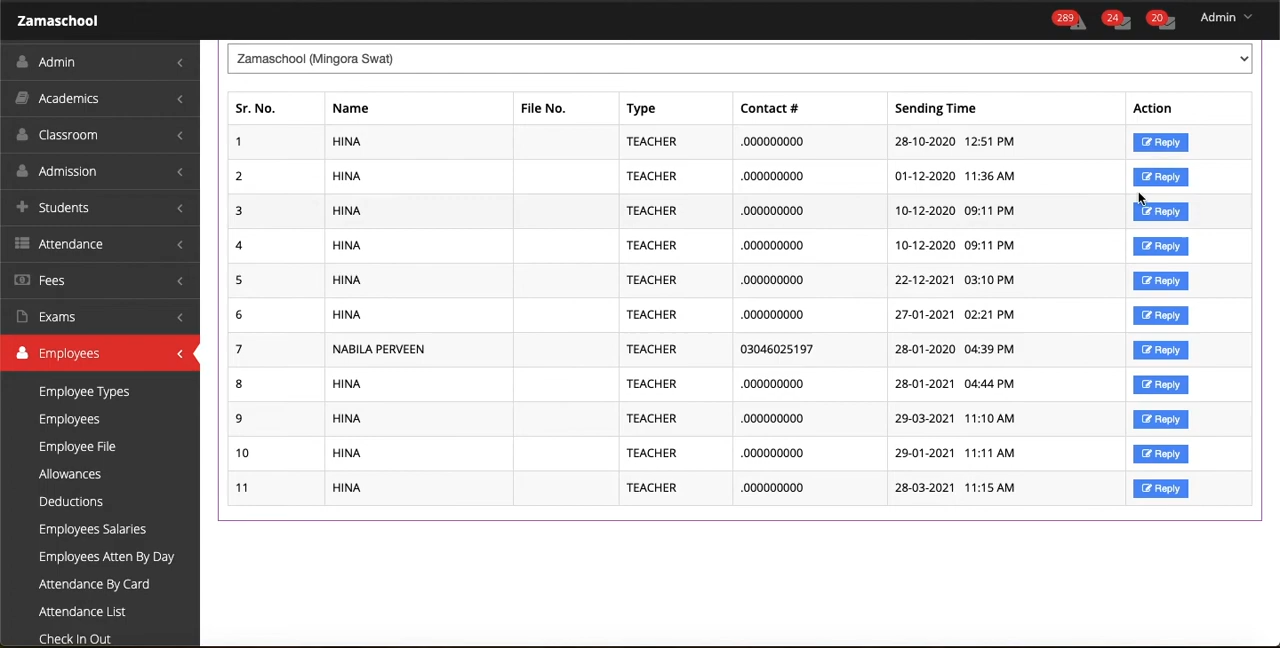 Zamaschool
289 24 20 Admin
Admin
Academics
Classroom
Admission
Students
Attendance
Fees
Exams
Employees
Employee Types
Employees
Employee File
Allowances
Deductions
Employees Salaries
Employees Atten By Day
Attendance By Card
Attendance List
Check In Out
Zamaschool (Mingora Swat)
Sr. No. Name File No. Type Contact # Sending Time Action
1 HINA TEACHER .000000000 28-10-2020 12:51 PM Reply
2 HINA TEACHER .000000000 01-12-2020 11:36 AM Reply
3 HINA TEACHER .000000000 10-12-2020 09:11 PM Reply
4 HINA TEACHER .000000000 10-12-2020 09:11 PM Reply
5 HINA TEACHER .000000000 22-12-2021 03:10 PM Reply
6 HINA TEACHER .000000000 27-01-2021 02:21 PM Reply
7 NABILA PERVEEN TEACHER 03046025197 28-01-2020 04:39 PM Reply
8 HINA TEACHER .000000000 28-01-2021 04:44 PM Reply
9 HINA TEACHER .000000000 29-03-2021 11:10 AM Reply
10 HINA TEACHER .000000000 29-01-2021 11:11 AM Reply
11 HINA TEACHER .000000000 28-03-2021 11:15 AM Reply